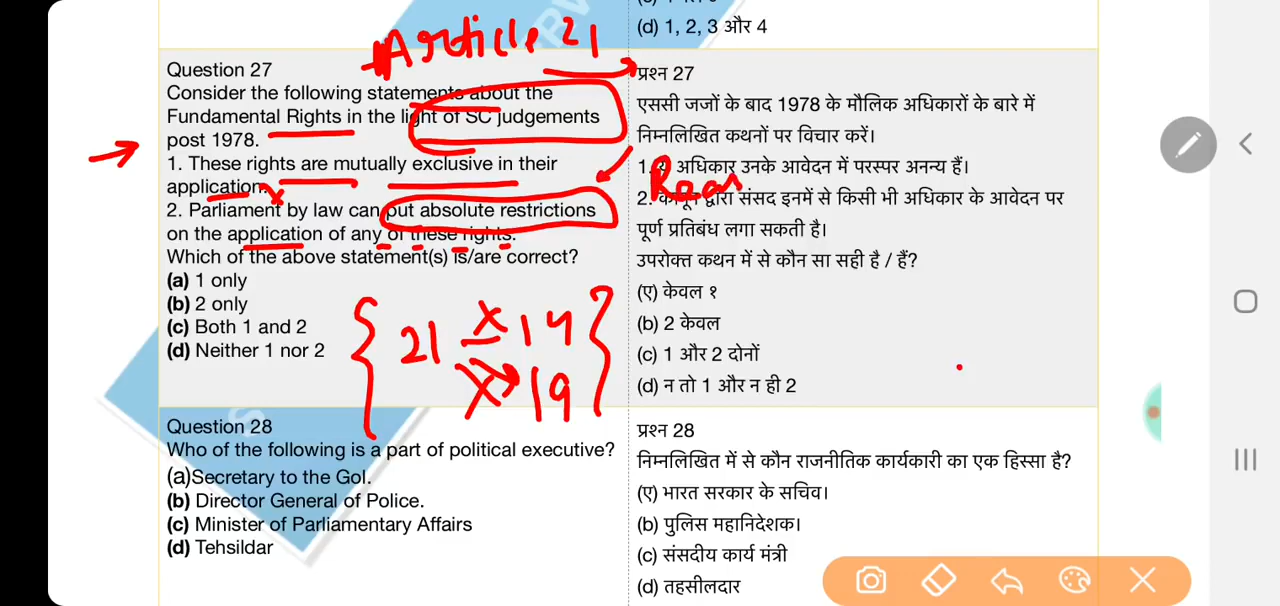 (d) 1, 2, 3 और 4
Article 21
Question 27
Consider the following statements about the
Fundamental Rights in the light of SC judgements
post 1978.
1. These rights are mutually exclusive in their
application.
2. Parliament by law can put absolute restrictions
on the application of any of these rights.
Which of the above statement(s) is/are correct?
(a) 1 only
(b) 2 only
(c) Both 1 and 2
(d) Neither 1 nor 2
21 x 14
x 19
प्रश्न 27
एससी जजों के बाद 1978 के मौलिक अधिकारों के बारे में
निम्नलिखित कथनों पर विचार करें।
1. ये अधिकार उनके आवेदन में परस्पर अनन्य हैं।
Reas
2. कानून द्वारा संसद इनमें से किसी भी अधिकार के आवेदन पर
पूर्ण प्रतिबंध लगा सकती है।
उपरोक्त कथन में से कौन सा सही है / हैं?
(ए) केवल १
(b) 2 केवल
(c) 1 और 2 दोनों
(d) न तो 1 और न ही 2
Question 28
Who of the following is a part of political executive?
(a)Secretary to the GoI.
(b) Director General of Police.
(c) Minister of Parliamentary Affairs
(d) Tehsildar
प्रश्न 28
निम्नलिखित में से कौन राजनीतिक कार्यकारी का एक हिस्सा है?
(ए) भारत सरकार के सचिव।
(b) पुलिस महानिदेशक।
(c) संसदीय कार्य मंत्री
(d) तहसीलदार